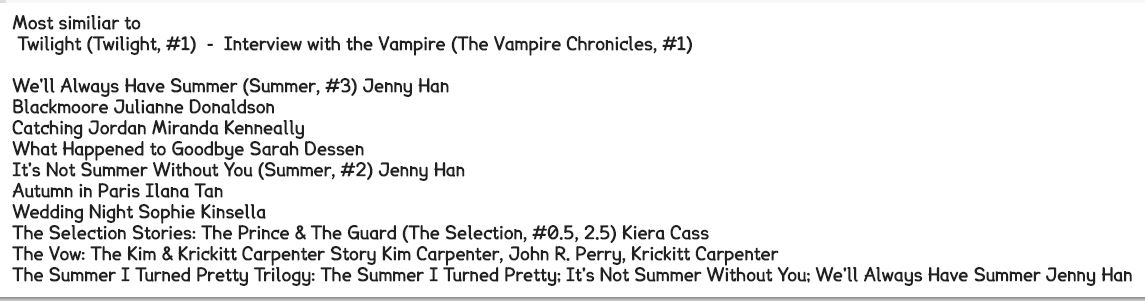 Most similiar to
Twilight (Twilight, #1) - Interview with the Vampire (The Vampire Chronicles, #1)
We'll Always Have Summer (Summer, #3) Jenny Han
Blackmoore Julianne Donaldson
Catching Jordan Miranda Kenneally
What Happened to Goodbye Sarah Dessen
It's Not Summer Without You (Summer, #2) Jenny Han
Autumn in Paris Ilana Tan
Wedding Night Sophie Kinsella
The Selection Stories: The Prince & The Guard (The Selection, #0.5, 2.5) Kiera Cass
The Vow: The Kim & Krickitt Carpenter Story Kim Carpenter, John R. Perry, Krickitt Carpenter
The Summer I Turned Pretty Trilogy: The Summer I Turned Pretty; It's Not Summer Without You; We'll Always Have Summer Jenny Han